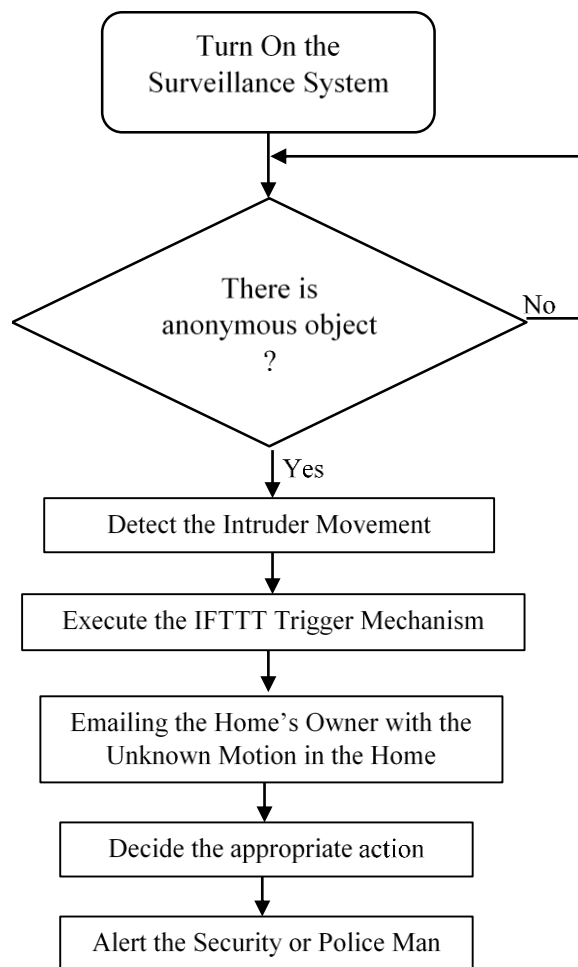 Turn On the
Surveillance System
There is
anonymous object
?
No
Yes
Detect the Intruder Movement
Execute the IFTTT Trigger Mechanism
Emailing the Home’s Owner with the
Unknown Motion in the Home
Decide the appropriate action
Alert the Security or Police Man